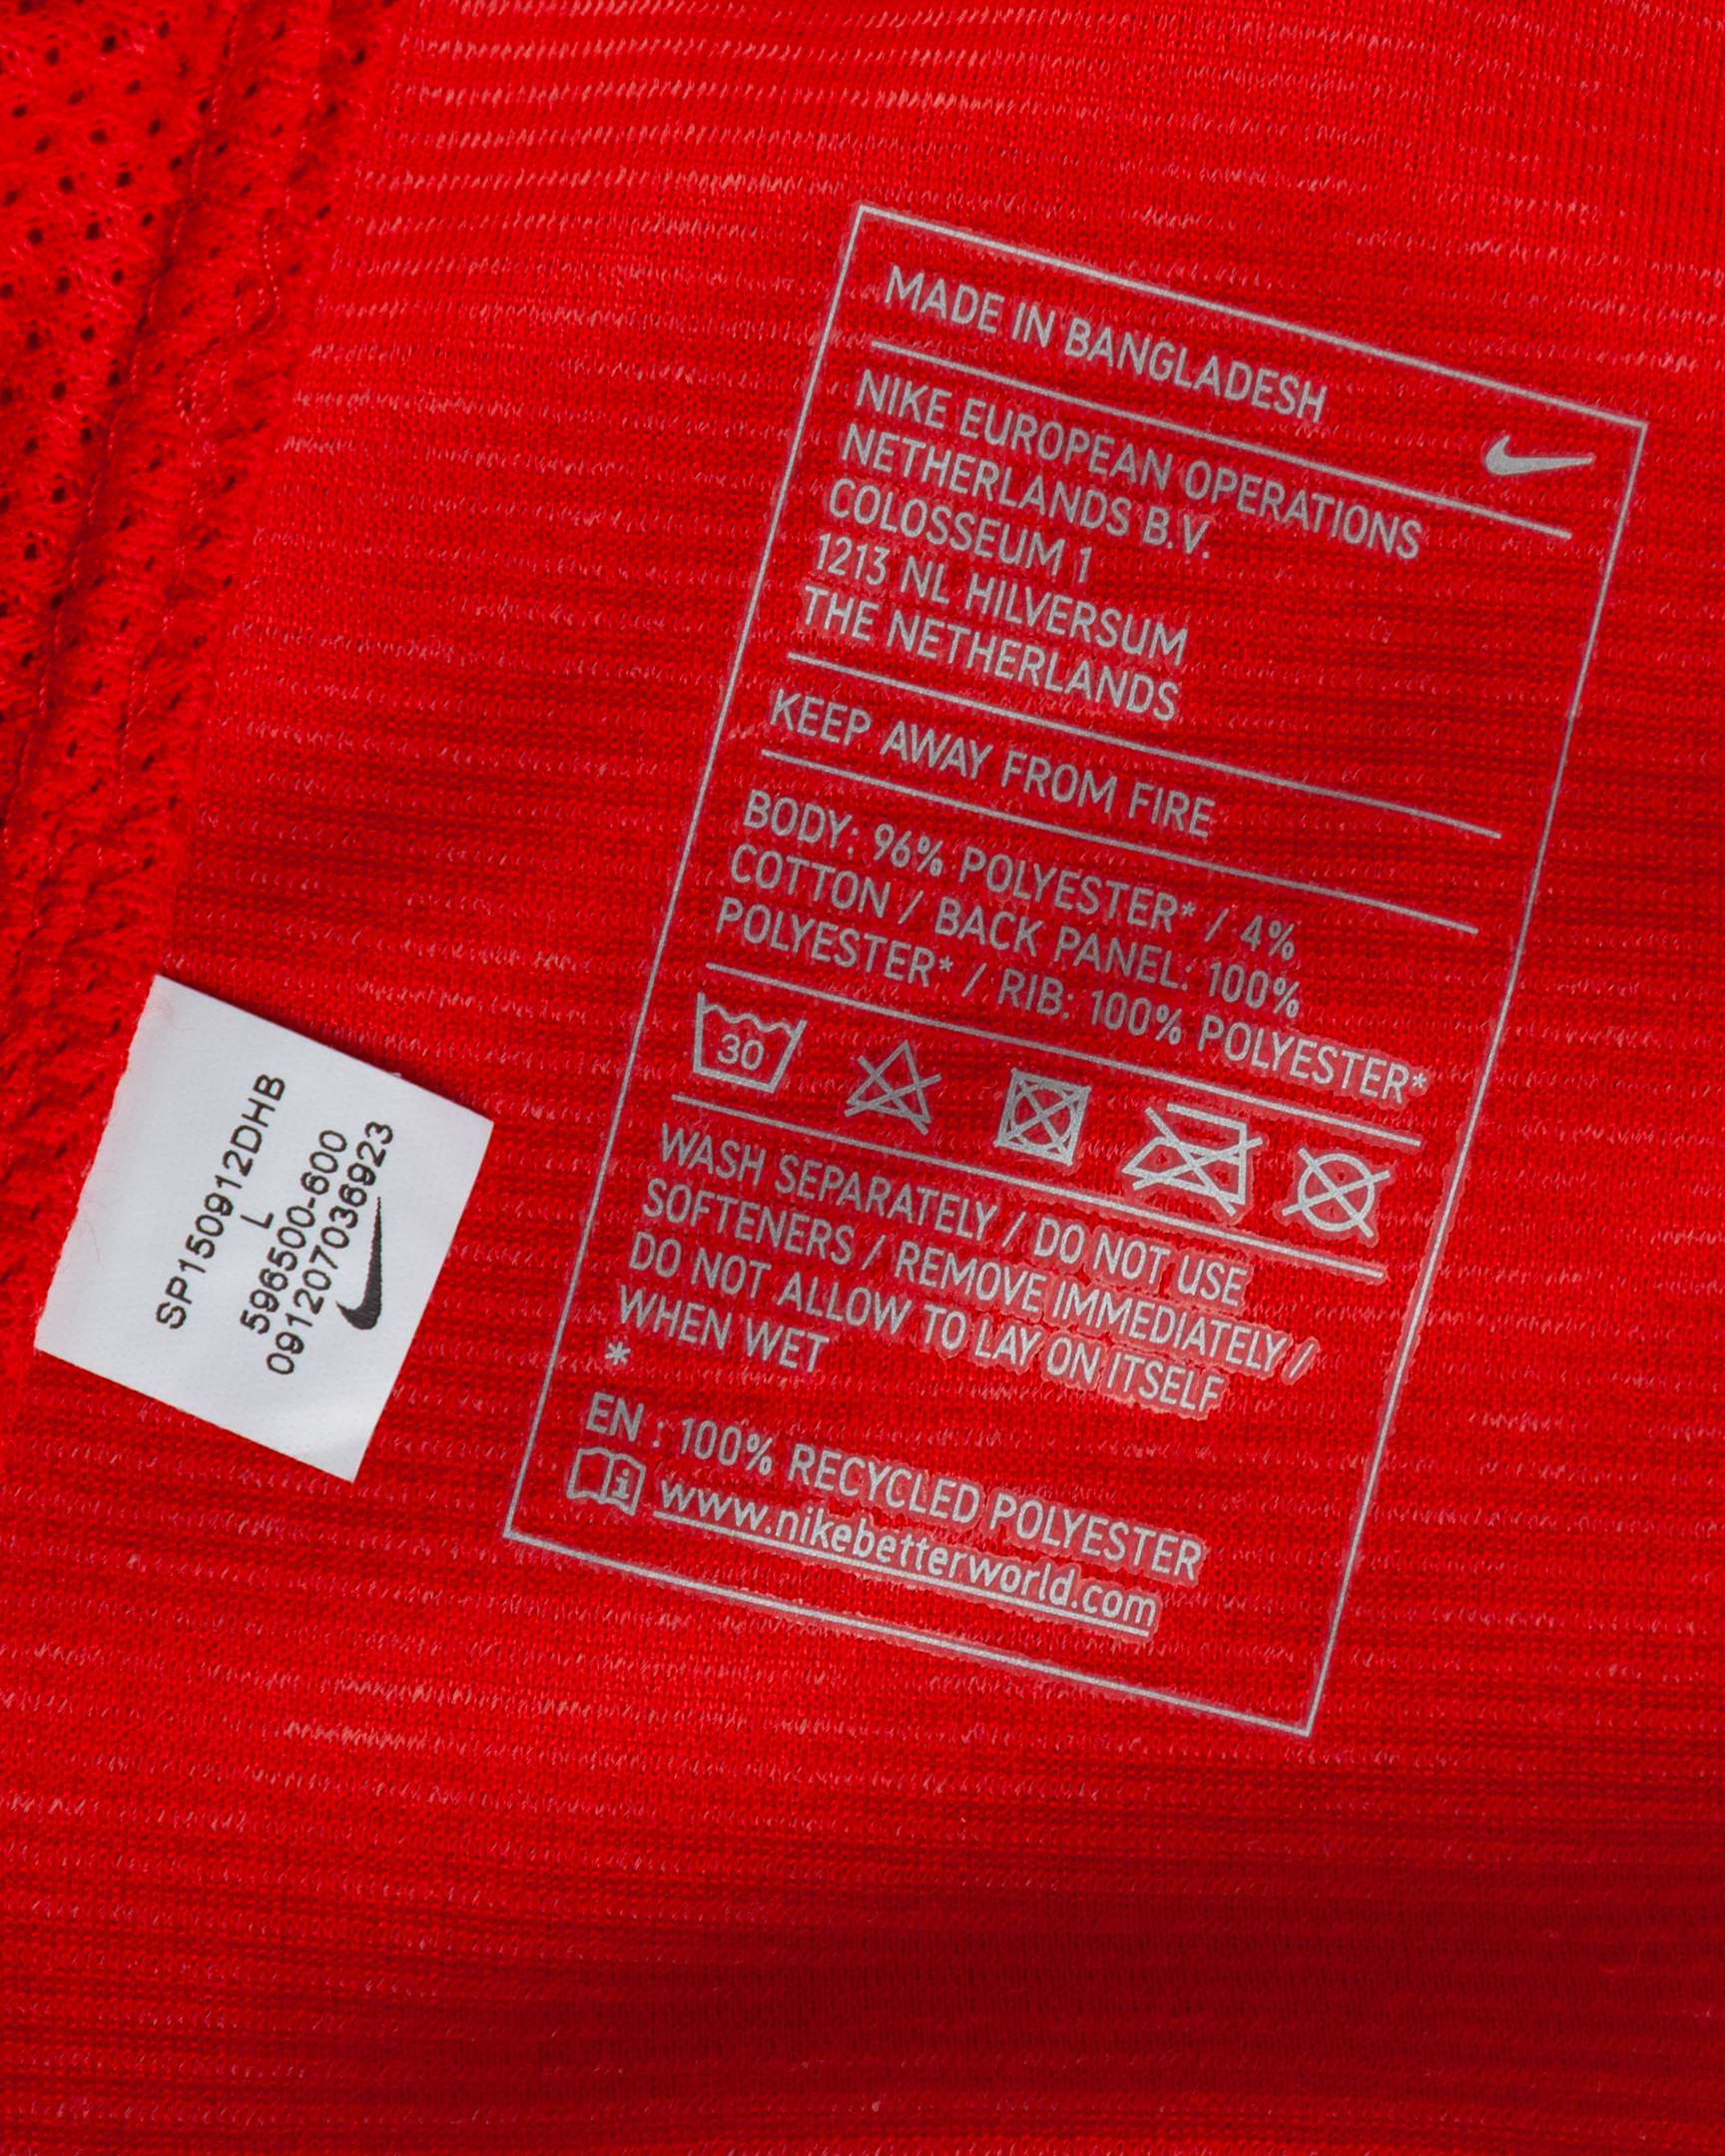 MADE IN BANGLADESH
NIKE EUROPEAN OPERATIONS
NETHERLANDS B.V.
COLOSSEUM 1
1213 NL HILVERSUM
THE NETHERLANDS
KEEP AWAY FROM FIRE
BODY: 96% POLYESTER* / 4%
COTTON / BACK PANEL: 100%
POLYESTER* / RIB: 100% POLYESTER*
30
WASH SEPARATELY / DO NOT USE
SOFTENERS / REMOVE IMMEDIATELY /
DO NOT ALLOW TO LAY ON ITSELF
WHEN WET
*
EN : 100% RECYCLED POLYESTER
www.nikebetterworld.com
SP150912DHB
L
596500-600
091207036923